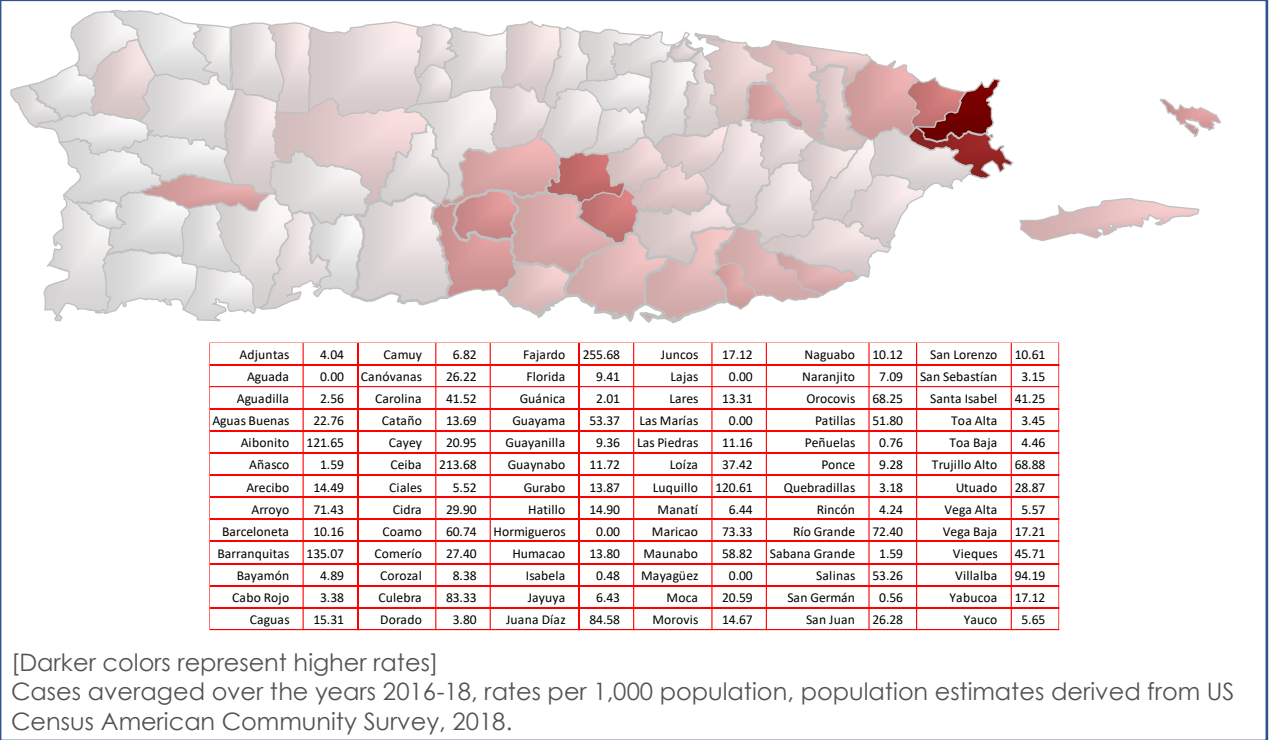 Adjuntas 4.04 Camuy 6.82 Fajardo 255.68 Juncos 17.12 Naguabo 10.12 San Lorenzo 10.61
Aguada 0.00 Canóvanas 26.22 Florida 9.41 Lajas 0.00 Naranjito 7.09 San Sebastían 3.15
Aguadilla 2.56 Carolina 41.52 Guánica 2.01 Lares 13.31 Orocovis 68.25 Santa Isabel 41.25
Aguas Buenas 22.76 Cataño 13.69 Guayama 53.37 Las Marías 0.00 Patillas 51.80 Toa Alta 3.45
Aibonito 121.65 Cayey 20.95 Guayanilla 9.36 Las Piedras 11.16 Peñuelas 0.76 Toa Baja 4.46
Añasco 1.59 Ceiba 213.68 Guaynabo 11.72 Loíza 37.42 Ponce 9.28 Trujillo Alto 68.88
Arecibo 14.49 Ciales 5.52 Gurabo 13.87 Luquillo 120.61 Quebradillas 3.18 Utuado 28.87
Arroyo 71.43 Cidra 29.90 Hatillo 14.90 Manatí 6.44 Rincón 4.24 Vega Alta 5.57
Barceloneta 10.16 Coamo 60.74 Hormigueros 0.00 Maricao 73.33 Río Grande 72.40 Vega Baja 17.21
Barranquitas 135.07 Comerío 27.40 Humacao 13.80 Maunabo 58.82 Sabana Grande 1.59 Vieques 45.71
Bayamón 4.89 Corozal 8.38 Isabela 0.48 Mayagüez 0.00 Salinas 53.26 Villalba 94.19
Cabo Rojo 3.38 Culebra 83.33 Jayuya 6.43 Moca 20.59 San Germán 0.56 Yabucoa 17.12
Caguas 15.31 Dorado 3.80 Juana Díaz 84.58 Morovis 14.67 San Juan 26.28 Yauco 5.65
[Darker colors represent higher rates]
Cases averaged over the years 2016-18, rates per 1,000 population, population estimates derived from US
Census American Community Survey, 2018.